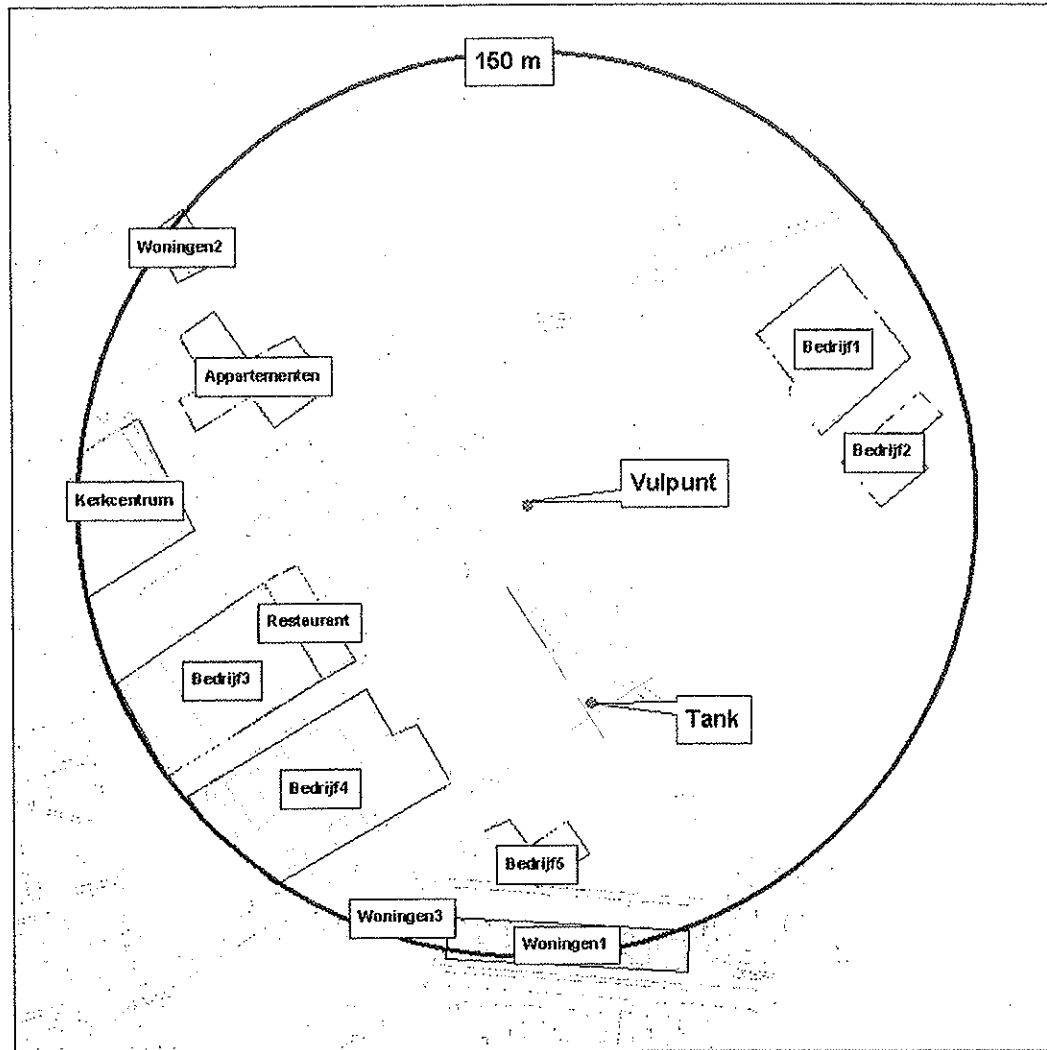 150 m
Woningen2
Bedrijf1
Appartementen
Bedrijf2
Vulpunt
Kerkcentrum
Restaurant
Bedrijf3
Tank
Bedrijf4
Bedrijf5
Woningen3
Woningen1